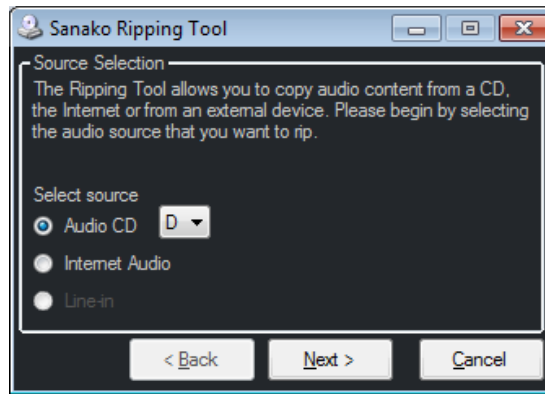 Sanako Ripping Tool
Source Selection
The Ripping Tool allows you to copy audio content from a CD,
the Internet or from an external device. Please begin by selecting
the audio source that you want to rip.
Select source
Audio CD D
Internet Audio
Line-in
< Back Next > Cancel